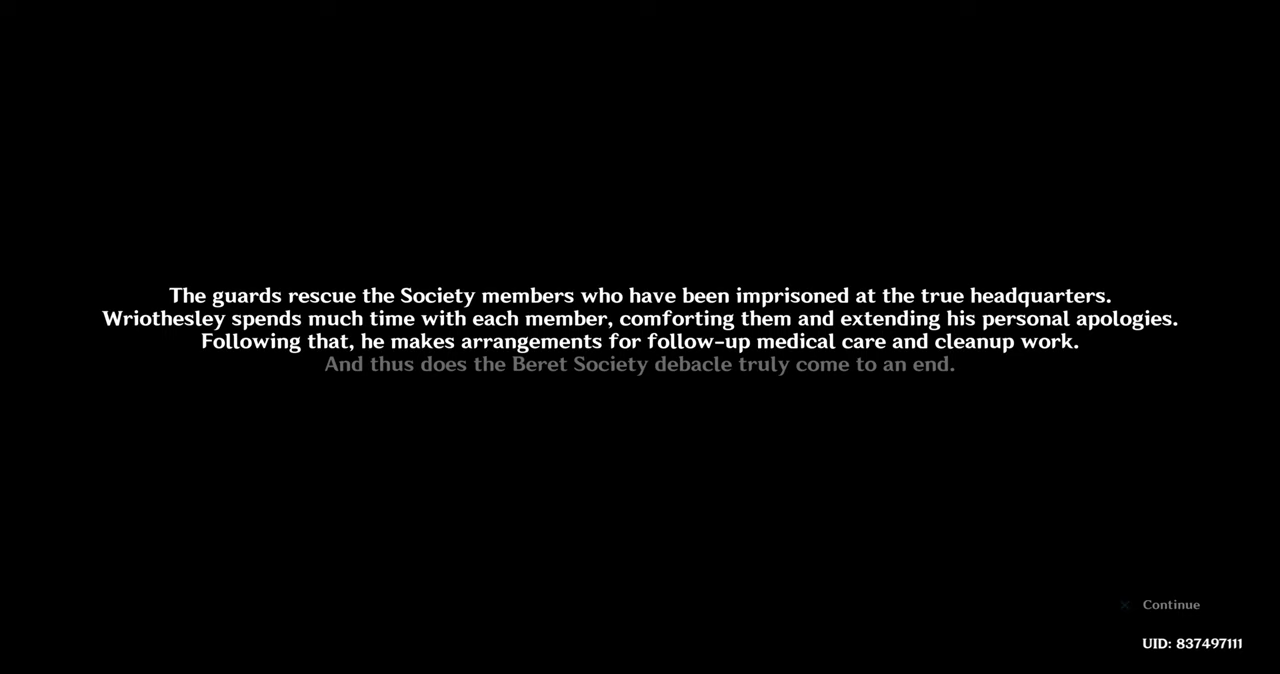 The guards rescue the Society members who have been imprisoned at the true headquarters.
Wriothesley spends much time with each member, comforting them and extending his personal apologies.
Following that, he makes arrangements for follow-up medical care and cleanup work.
And thus does the Beret Society debacle truly come to an end.
Continue
UID: 837497111